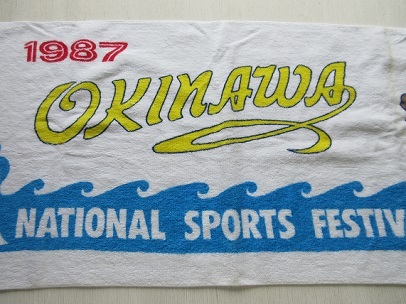 1987
OKINAWA
NATIONAL SPORTS FESTIV